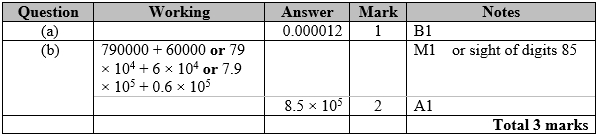 Question Working Answer Mark Notes
(a) 0.000012 1 B1
(b) 790000 + 60000 or 79 M1 or sight of digits 85
× 10⁴ + 6 × 10⁴ or 7.9
× 10⁵ + 0.6 × 10⁵
8.5 × 10⁵ 2 A1
Total 3 marks